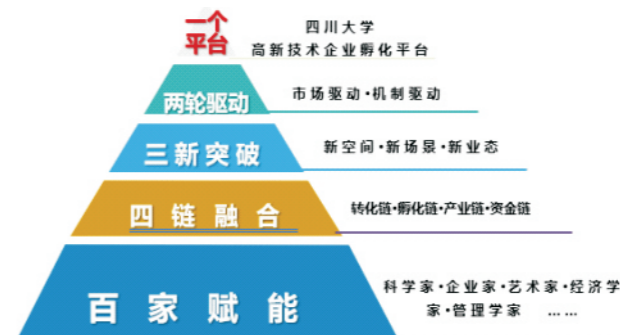 一个
平台
四川大学
高新技术企业孵化平台
两轮驱动
市场驱动•机制驱动
三新突破
新空间•新场景•新业态
四链融合
转化链•孵化链•产业链•资金链
百家赋能
科学家•企业家•艺术家•经济学
家•管理学家 ... ...